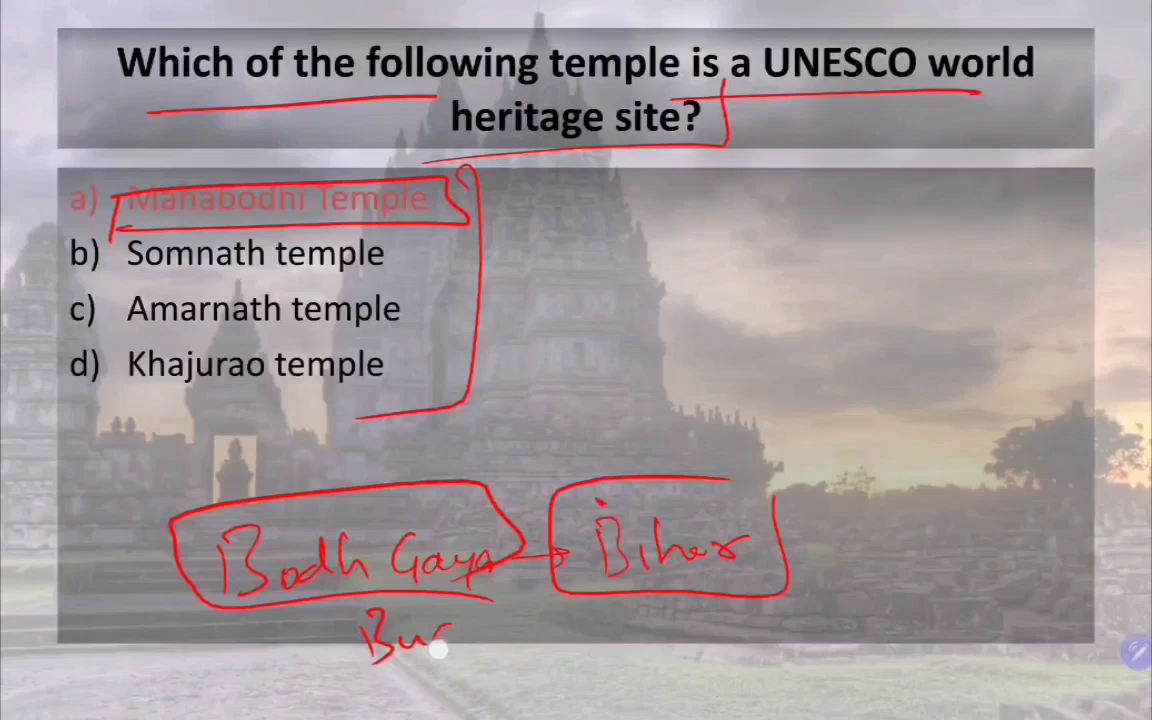 Which of the following temple is a UNESCO world
heritage site?
a) Mahabodhi Temple
b) Somnath temple
c) Amarnath temple
d) Khajurao temple
Bodh Gaya Bihar
Bu